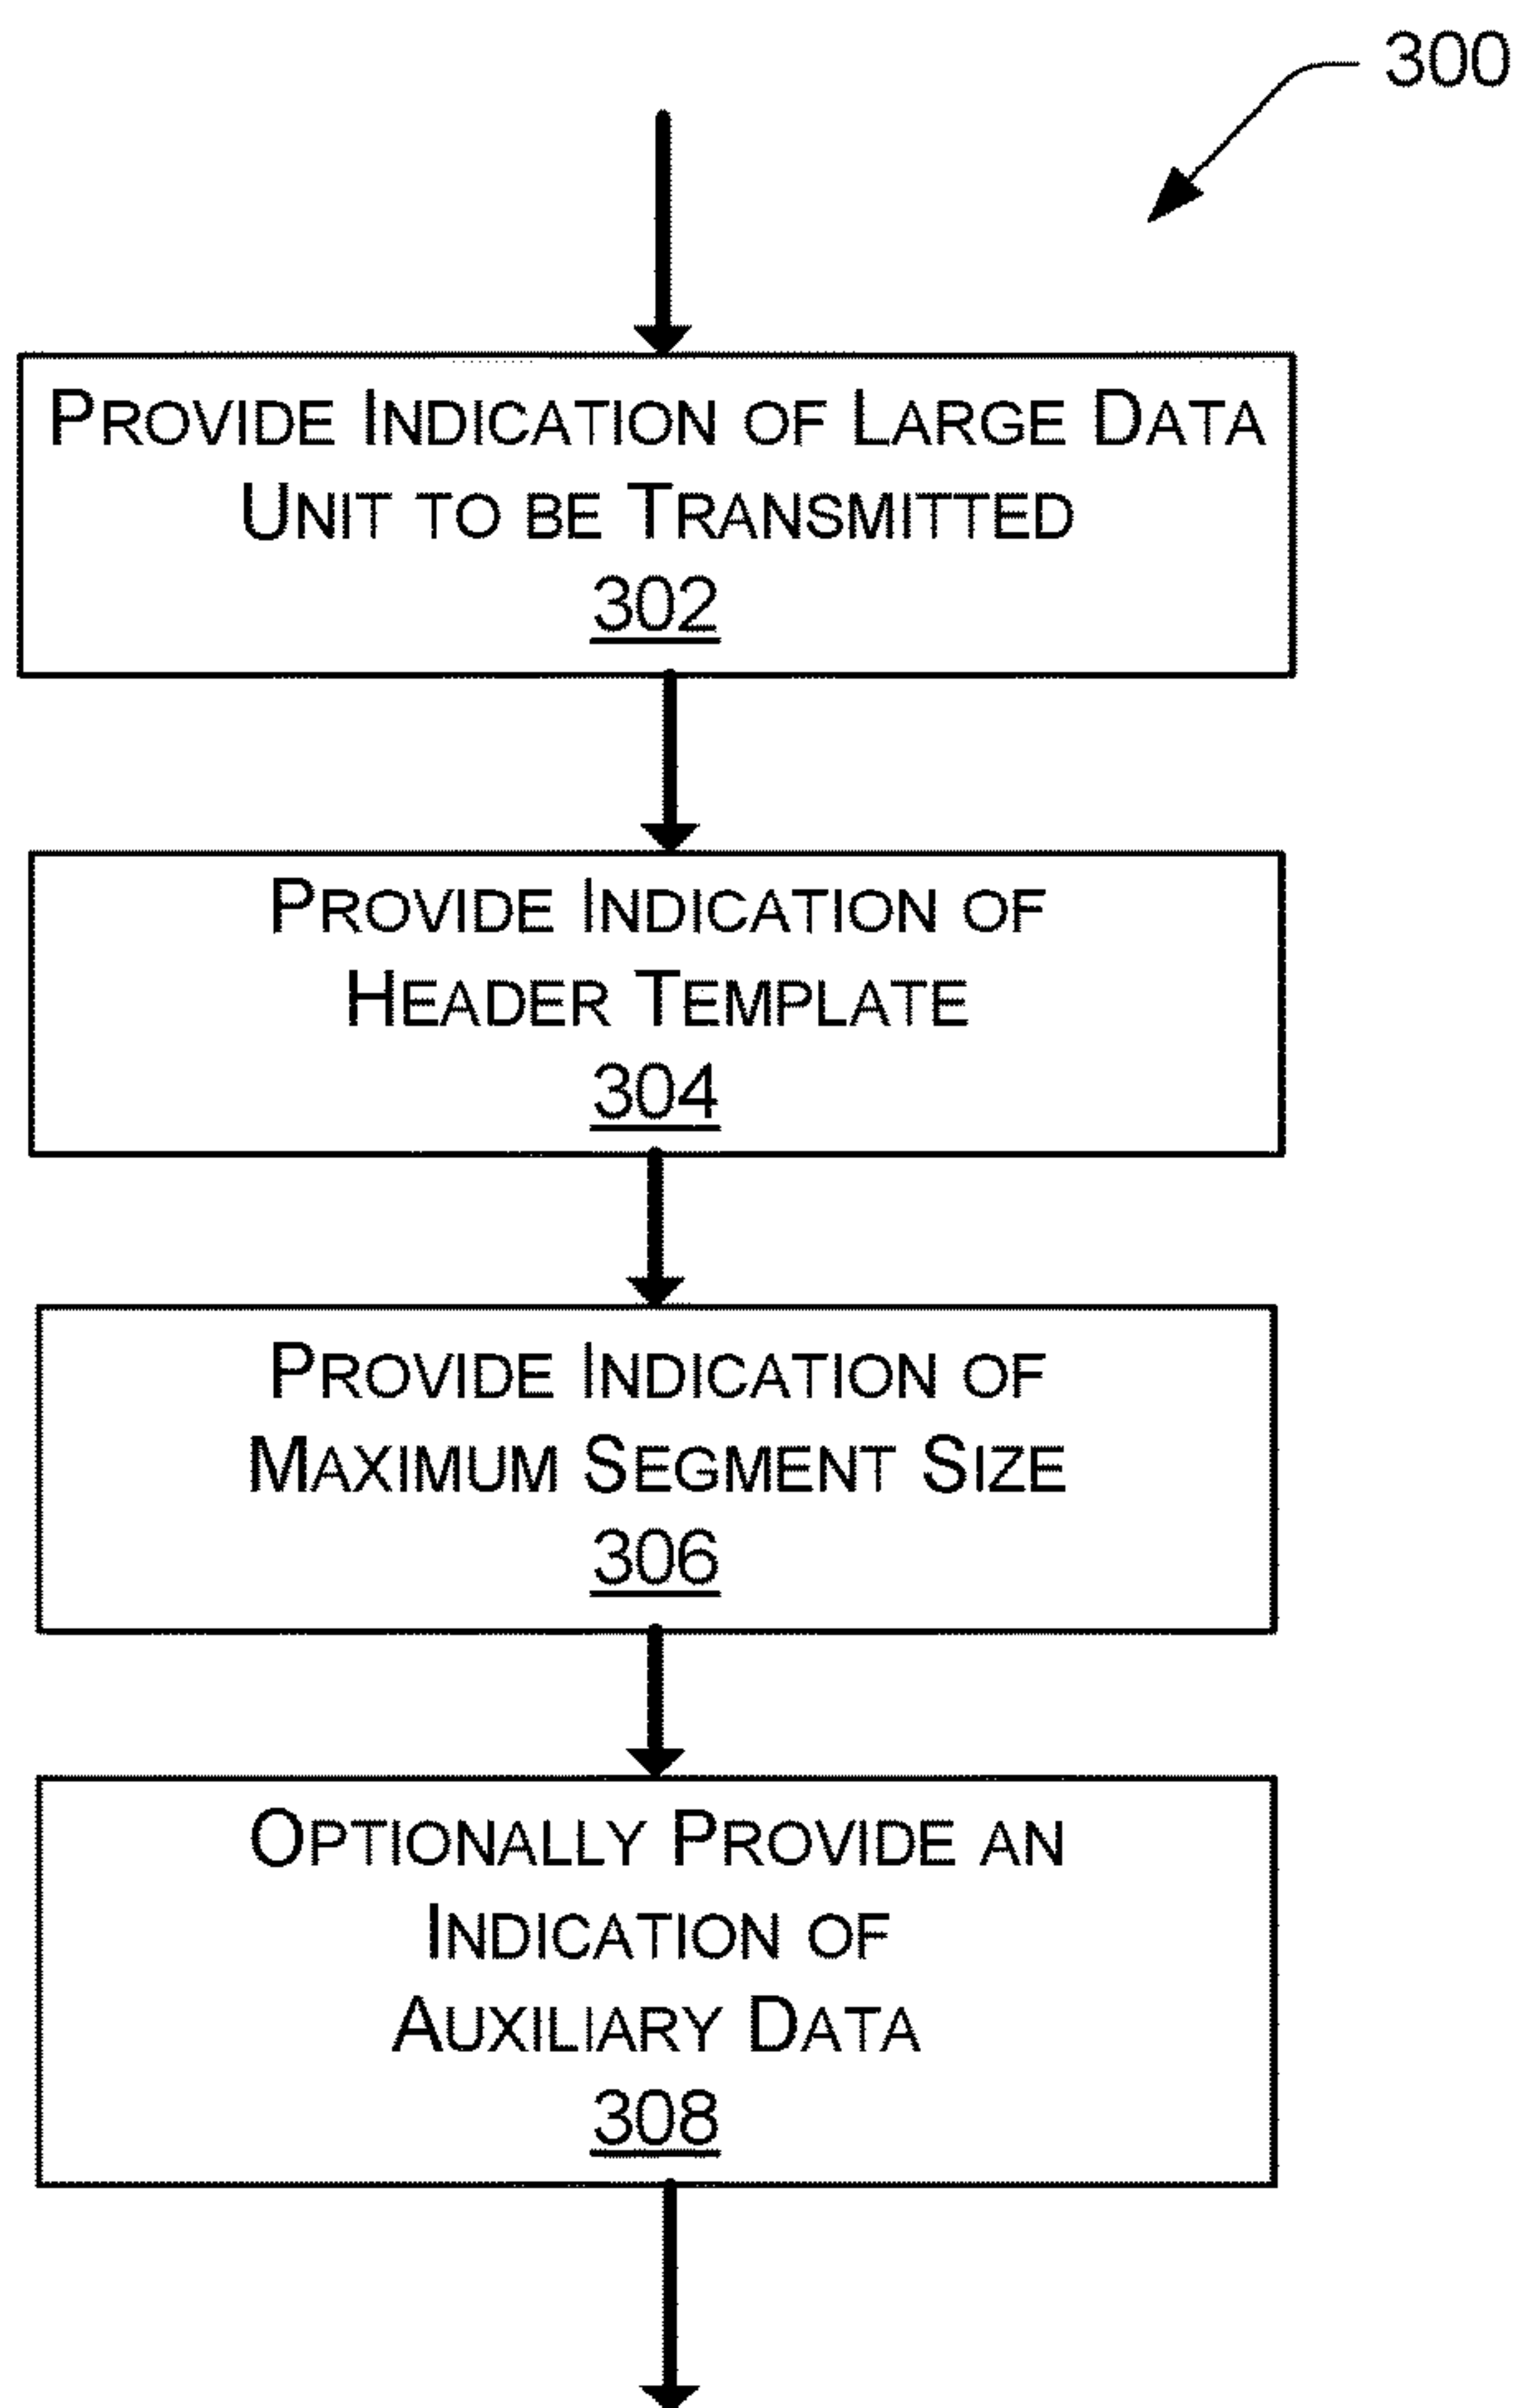 300
PROVIDE INDICATION OF LARGE DATA
UNIT TO BE TRANSMITTED
302
PROVIDE INDICATION OF
HEADER TEMPLATE
304
PROVIDE INDICATION OF
MAXIMUM SEGMENT SIZE
306
OPTIONALLY PROVIDE AN
INDICATION OF
AUXILIARY DATA
308